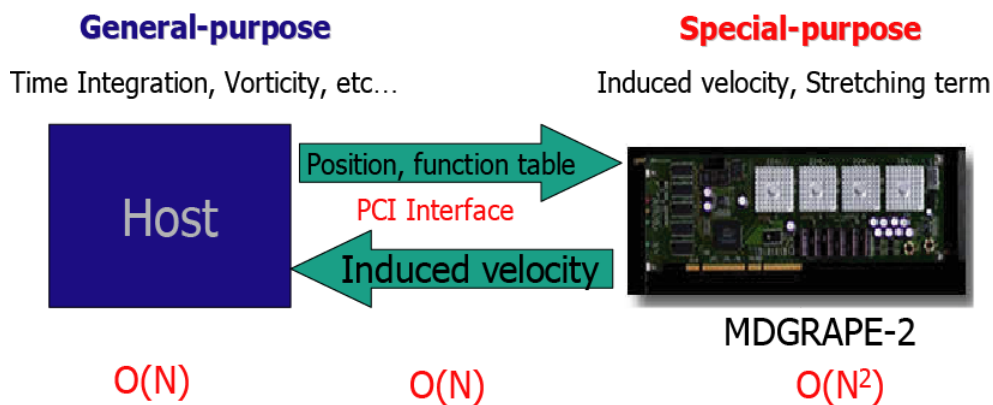 General-purpose
Special-purpose
Time Integration, Vorticity, etc…
Induced velocity, Stretching term
Host
Position, function table
PCI Interface
Induced velocity
MDGRAPE-2
O(N)
O(N)
O(N²)